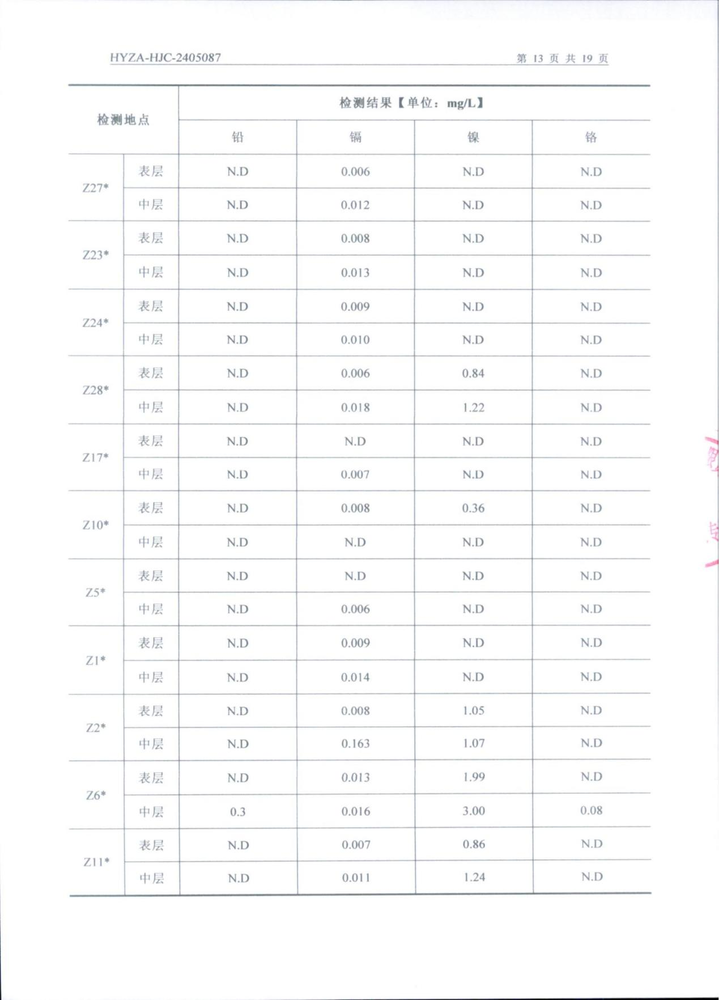 HYZA-HJC-2405087 第 13 页 共 19 页
检测地点 检测结果【单位：mg/L】
铅 镉 镍 铬
Z27* 表层 N.D 0.006 N.D N.D
中层 N.D 0.012 N.D N.D
Z23* 表层 N.D 0.008 N.D N.D
中层 N.D 0.013 N.D N.D
Z24* 表层 N.D 0.009 N.D N.D
中层 N.D 0.010 N.D N.D
Z28* 表层 N.D 0.006 0.84 N.D
中层 N.D 0.018 1.22 N.D
Z17* 表层 N.D N.D N.D N.D
中层 N.D 0.007 N.D N.D
Z10* 表层 N.D 0.008 0.36 N.D
中层 N.D N.D N.D N.D
Z5* 表层 N.D N.D N.D N.D
中层 N.D 0.006 N.D N.D
Z1* 表层 N.D 0.009 N.D N.D
中层 N.D 0.014 N.D N.D
Z2* 表层 N.D 0.008 1.05 N.D
中层 N.D 0.163 1.07 N.D
Z6* 表层 N.D 0.013 1.99 N.D
中层 0.3 0.016 3.00 0.08
Z11* 表层 N.D 0.007 0.86 N.D
中层 N.D 0.011 1.24 N.D